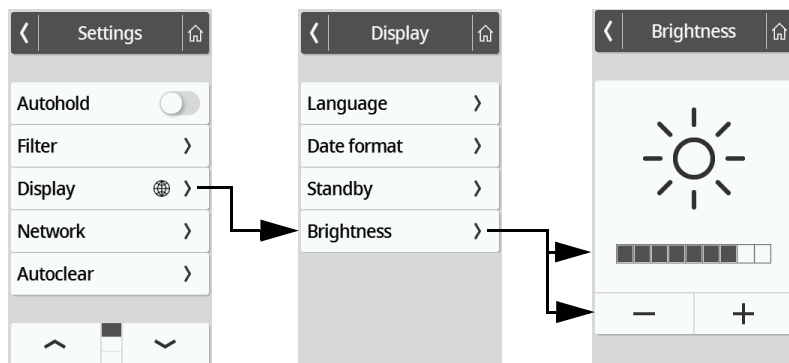 Settings
Autohold
Filter
Display
Network
Autoclear
Display
Language
Date format
Standby
Brightness
Brightness